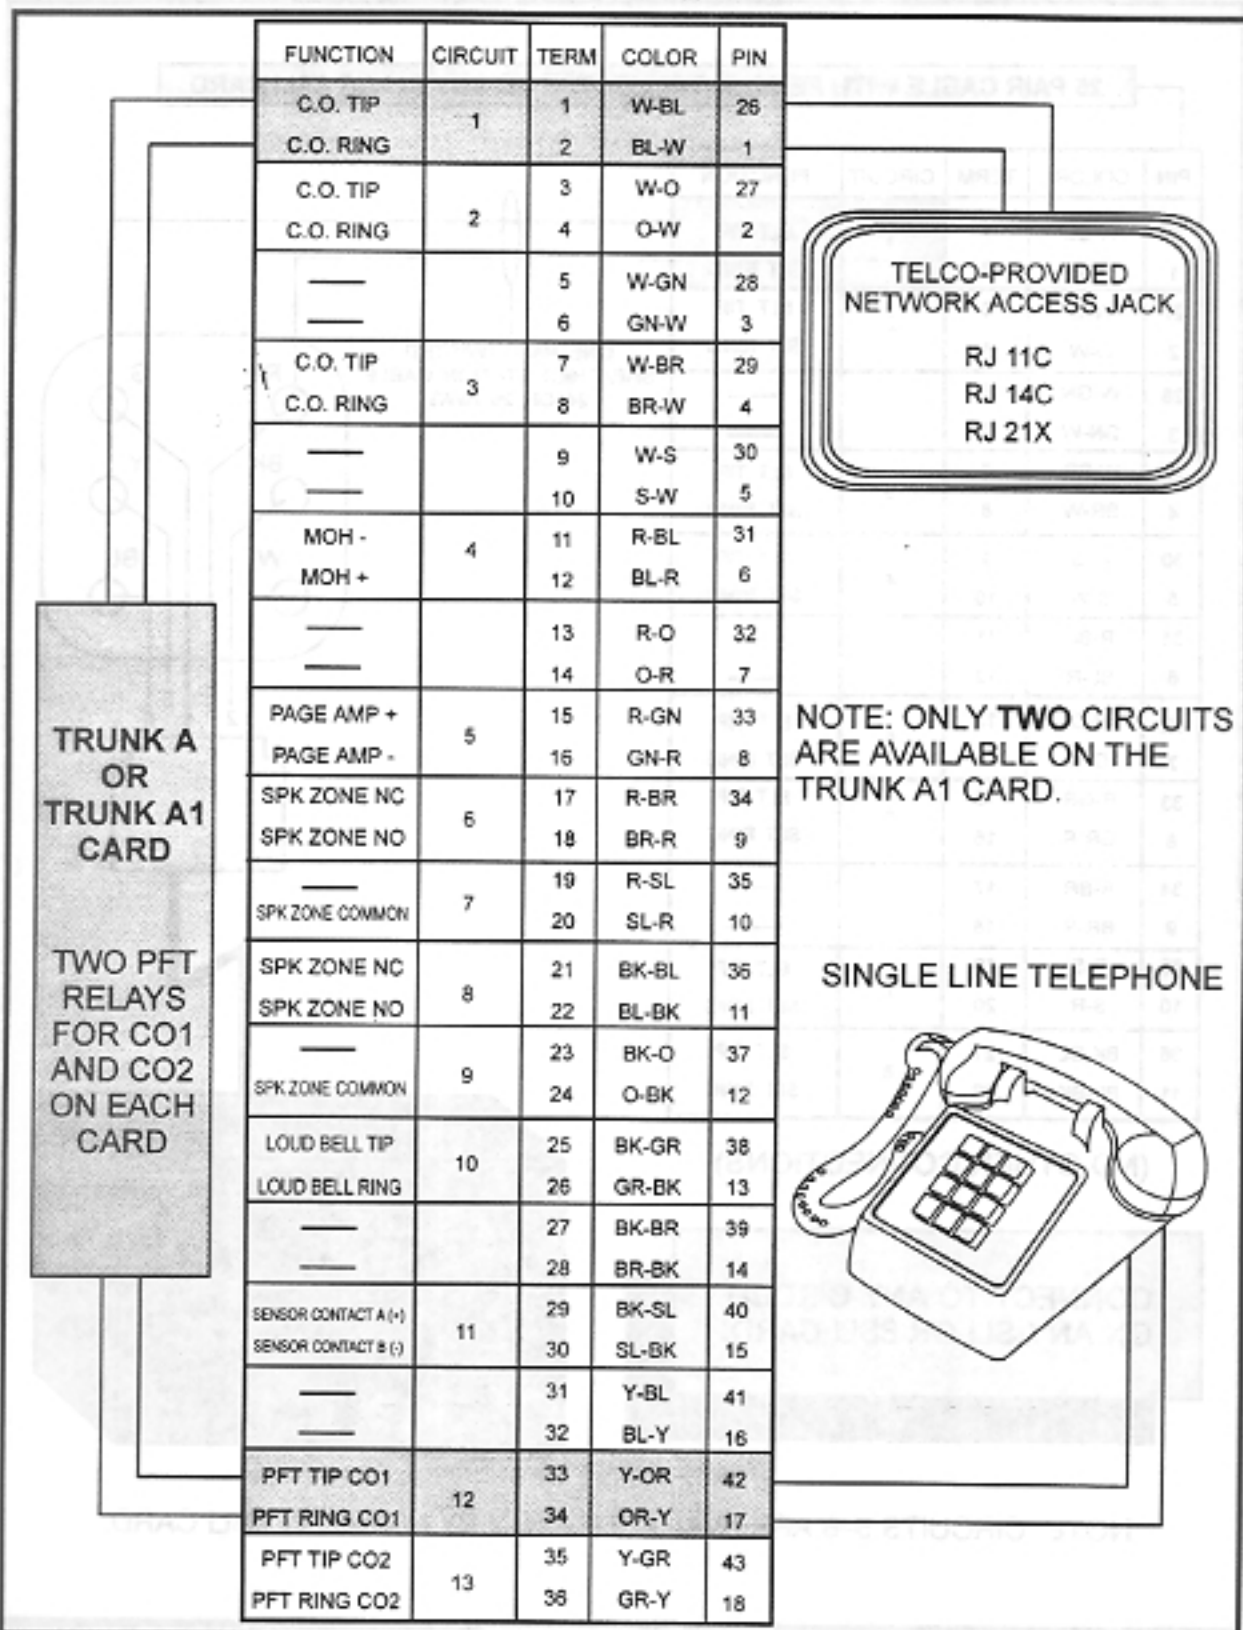 FUNCTION CIRCUIT TERM COLOR PIN
C.O. TIP 1 1 W-BL 26
C.O. RING 2 BL-W 1
C.O. TIP 2 3 W-O 27
C.O. RING 4 O-W 2
—— 5 W-GN 28
—— 6 GN-W 3
C.O. TIP 3 7 W-BR 29
C.O. RING 8 BR-W 4
—— 9 W-S 30
—— 10 S-W 5
MOH - 4 11 R-BL 31
MOH + 12 BL-R 6
—— 13 R-O 32
—— 14 O-R 7
PAGE AMP + 5 15 R-GN 33
PAGE AMP - 16 GN-R 8
SPK ZONE NC 6 17 R-BR 34
SPK ZONE NO 18 BR-R 9
—— 7 19 R-SL 35
SPK ZONE COMMON 20 SL-R 10
SPK ZONE NC 8 21 BK-BL 36
SPK ZONE NO 22 BL-BK 11
—— 9 23 BK-O 37
SPK ZONE COMMON 24 O-BK 12
LOUD BELL TIP 10 25 BK-GR 38
LOUD BELL RING 26 GR-BK 13
—— 27 BK-BR 39
—— 28 BR-BK 14
SENSOR CONTACT A (+) 11 29 BK-SL 40
SENSOR CONTACT B (-) 30 SL-BK 15
—— 31 Y-BL 41
—— 32 BL-Y 16
PFT TIP CO1 12 33 Y-OR 42
PFT RING CO1 34 OR-Y 17
PFT TIP CO2 13 35 Y-GR 43
PFT RING CO2 36 GR-Y 18
TRUNK A
OR
TRUNK A1
CARD
TWO PFT
RELAYS
FOR CO1
AND CO2
ON EACH
CARD
TELCO-PROVIDED
NETWORK ACCESS JACK
RJ 11C
RJ 14C
RJ 21X
NOTE: ONLY TWO CIRCUITS
ARE AVAILABLE ON THE
TRUNK A1 CARD.
SINGLE LINE TELEPHONE